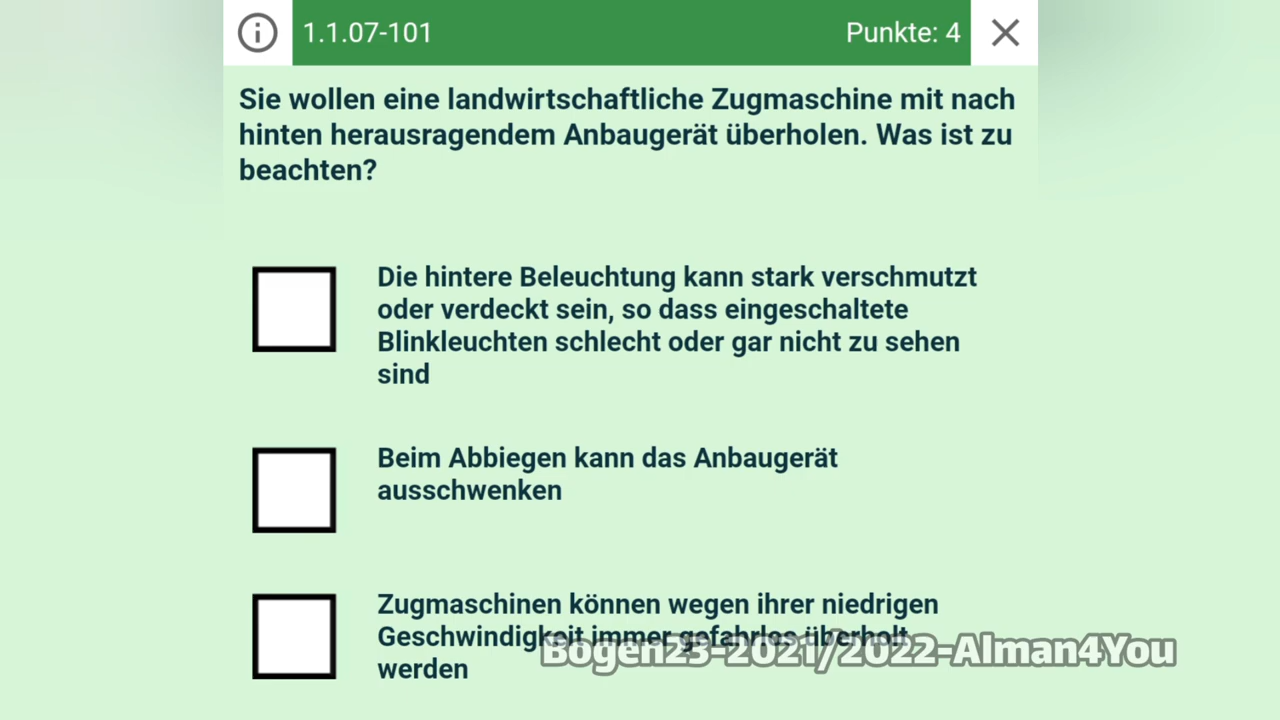 1.1.07-101
Punkte: 4
Sie wollen eine landwirtschaftliche Zugmaschine mit nach
hinten herausragendem Anbaugerät überholen. Was ist zu
beachten?
Die hintere Beleuchtung kann stark verschmutzt
oder verdeckt sein, so dass eingeschaltete
Blinkleuchten schlecht oder gar nicht zu sehen
sind
Beim Abbiegen kann das Anbaugerät
ausschwenken
Zugmaschinen können wegen ihrer niedrigen
Geschwindigkeit immer gefahrlos überholt
werden
Bogen23-2021/2022-Alman4You